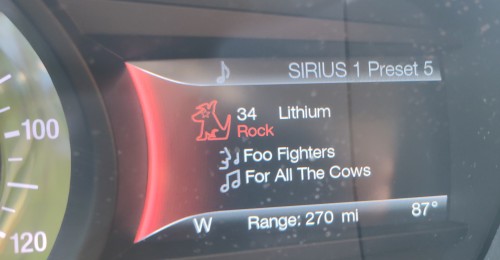 SIRIUS 1 Preset 5
34 Lithium
Rock
100
Foo Fighters
For All The Cows
W Range: 270 mi 87°
120